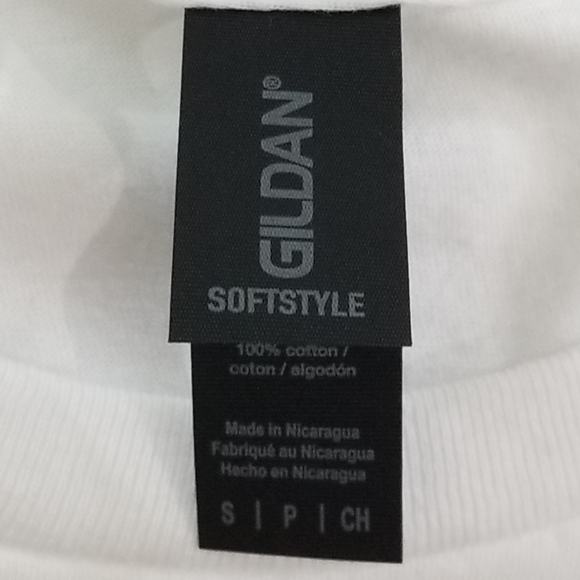 GILDAN®
SOFTSTYLE
100% cotton /
coton / algodón
Made in Nicaragua
Fabriqué au Nicaragua
Hecho en Nicaragua
S | P | CH